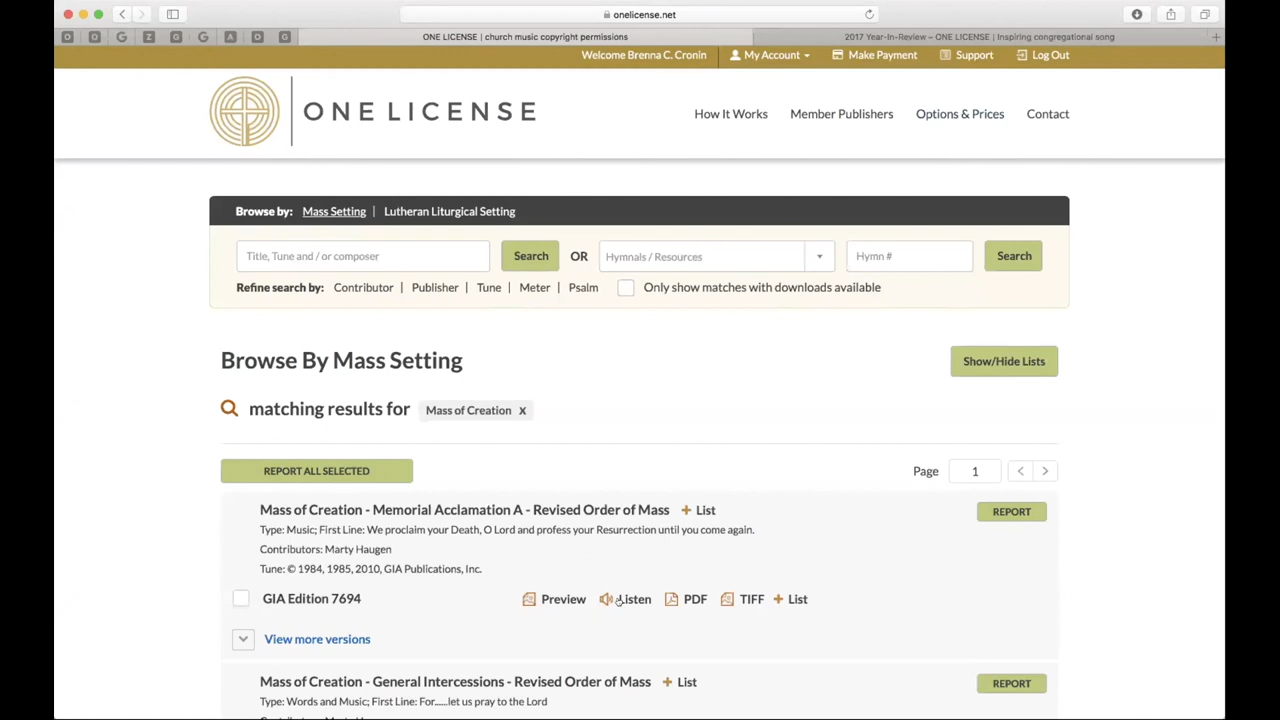 onelicense.net
ONE LICENSE | church music copyright permissions
2017 Year-In-Review – ONE LICENSE | Inspiring congregational song
Welcome Brenna C. Cronin
My Account
Make Payment
Support
Log Out
ONE LICENSE
How It Works
Member Publishers
Options & Prices
Contact
Browse by: Mass Setting | Lutheran Liturgical Setting
Title, Tune and / or composer
Search
OR
Hymnals / Resources
Hymn #
Search
Refine search by: Contributor | Publisher | Tune | Meter | Psalm
Only show matches with downloads available
Browse By Mass Setting
Show/Hide Lists
matching results for
Mass of Creation x
REPORT ALL SELECTED
Page 1 < >
Mass of Creation - Memorial Acclamation A - Revised Order of Mass + List
REPORT
Type: Music; First Line: We proclaim your Death, O Lord and profess your Resurrection until you come again.
Contributors: Marty Haugen
Tune: © 1984, 1985, 2010, GIA Publications, Inc.
GIA Edition 7694
Preview
Listen
PDF
TIFF
+ List
View more versions
Mass of Creation - General Intercessions - Revised Order of Mass + List
REPORT
Type: Words and Music; First Line: For......let us pray to the Lord